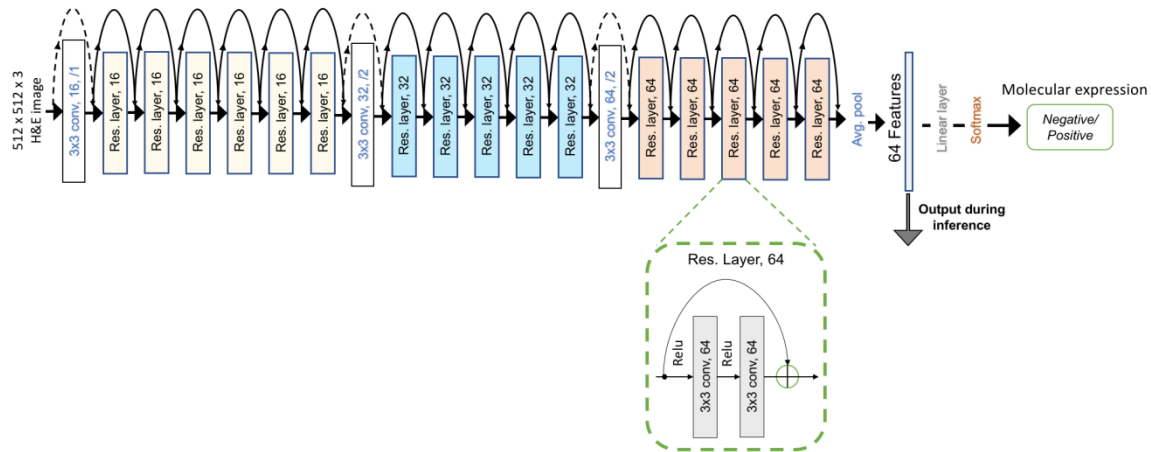 512 x 512 x 3
H&E image
3x3 conv, 16, /1
Res. layer, 16
Res. layer, 16
Res. layer, 16
Res. layer, 16
Res. layer, 16
Res. layer, 16
3x3 conv, 32, /2
Res. layer, 32
Res. layer, 32
Res. layer, 32
Res. layer, 32
Res. layer, 32
3x3 conv, 64, /2
Res. layer, 64
Res. layer, 64
Res. layer, 64
Res. layer, 64
Res. layer, 64
Avg. pool
64 Features
Linear layer
Softmax
Molecular expression
Negative/
Positive
Output during
inference
Res. Layer, 64
Relu
3x3 conv, 64
Relu
3x3 conv, 64